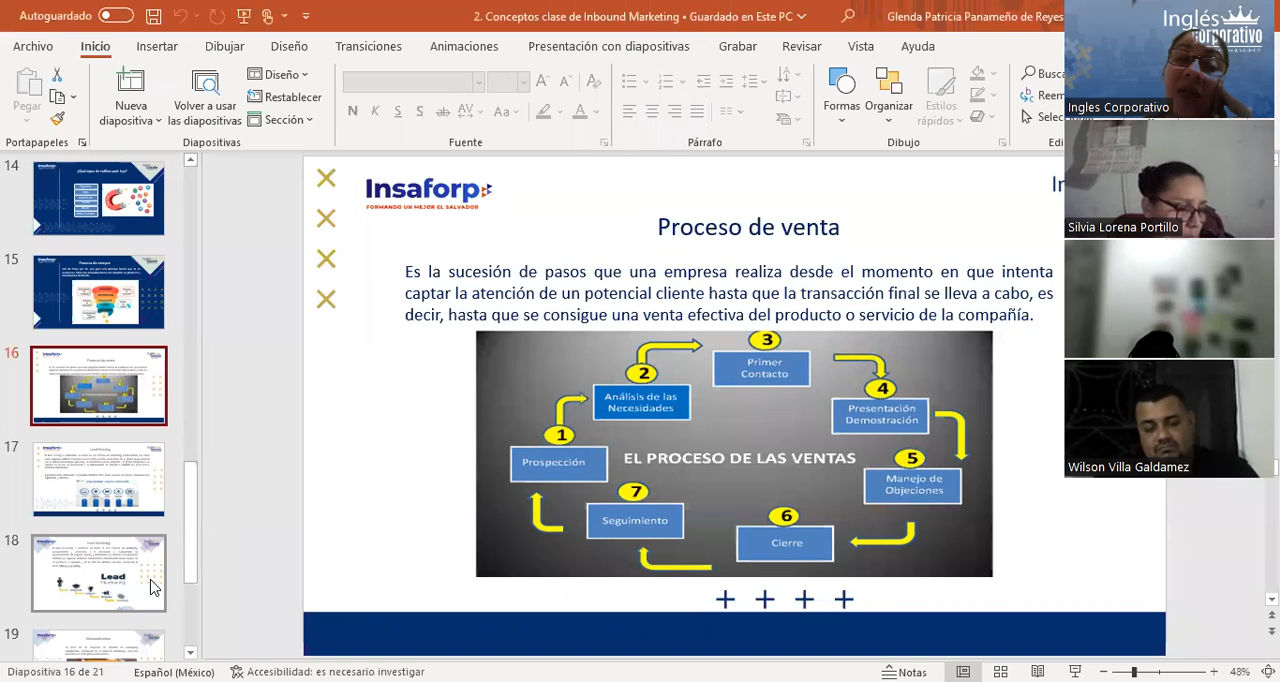 Autoguardado
2. Conceptos clase de Inbound Marketing • Guardado en Este PC
Glenda Patricia Panameño de Reyes
Archivo Inicio Insertar Dibujar Diseño Transiciones Animaciones Presentación con diapositivas Grabar Revisar Vista Ayuda
Pegar
Nueva diapositiva
Volver a usar las diapositivas
Diseño
Restablecer
Sección
N K S S ab AV Aa A
Formas
Organizar
Estilos rápidos
Portapapeles
Diapositivas
Fuente
Párrafo
Dibujo
Inglés
Corporativo
Ingles Corporativo
Silvia Lorena Portillo
Wilson Villa Galdamez
14
15
16
17
18
19
Lead
Insaforp
FORMANDO UN MEJOR EL SALVADOR
Proceso de venta
Es la sucesión de pasos que una empresa realiza desde el momento en que intenta
captar la atención de un potencial cliente hasta que la transacción final se lleva a cabo, es
decir, hasta que se consigue una venta efectiva del producto o servicio de la compañía.
1
Prospección
2
Análisis de las
Necesidades
3
Primer
Contacto
4
Presentación
Demostración
5
Manejo de
Objeciones
6
Cierre
7
Seguimiento
EL PROCESO DE LAS VENTAS
Diapositiva 16 de 21
Español (México)
Accesibilidad: es necesario investigar
Notas
48%